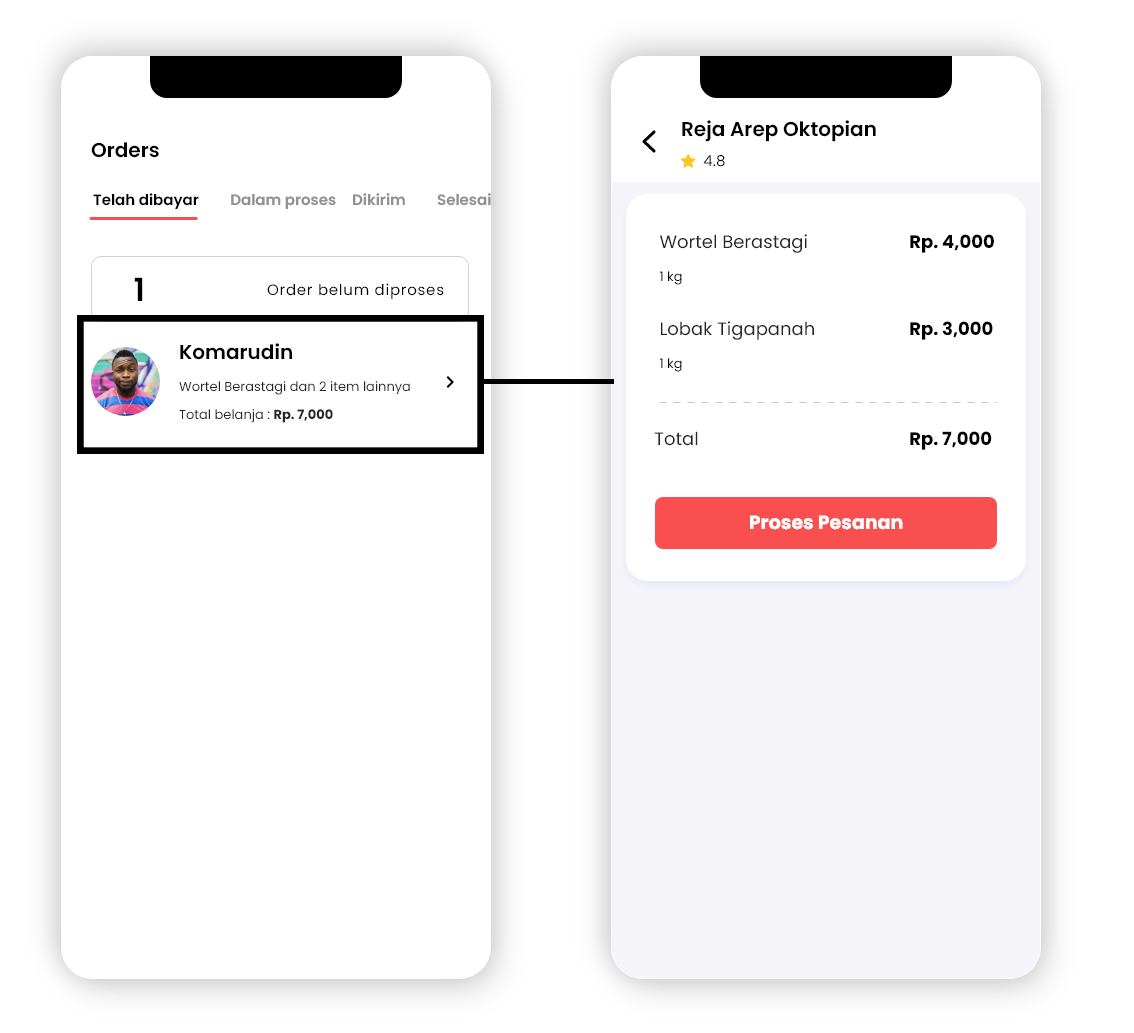 Orders
Telah dibayar Dalam proses Dikirim Selesai
1 Order belum diproses
Komarudin
Wortel Berastagi dan 2 item lainnya
Total belanja : Rp. 7,000
Reja Arep Oktopian
4.8
Wortel Berastagi Rp. 4,000
1 kg
Lobak Tigapanah Rp. 3,000
1 kg
Total Rp. 7,000
Proses Pesanan